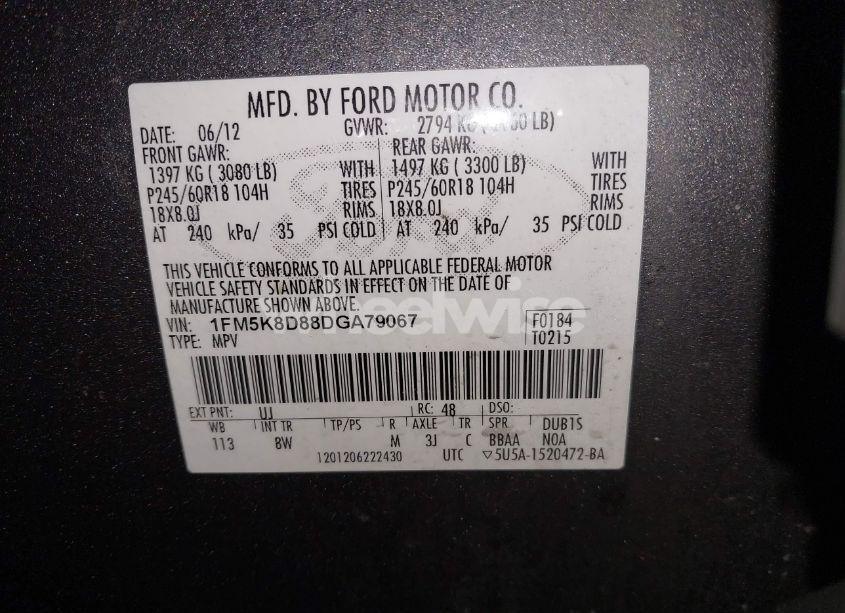 MFD. BY FORD MOTOR CO.
DATE: 06/12 GVWR: 2794 KG ( LB)
FRONT GAWR: REAR GAWR:
1397 KG ( 3080 LB) WITH 1497 KG ( 3300 LB) WITH
P245/60R18 104H TIRES P245/60R18 104H TIRES
18X8.0J RIMS 18X8.0J RIMS
AT 240 kPa/ 35 PSI COLD AT 240 kPa/ 35 PSI COLD
THIS VEHICLE CONFORMS TO ALL APPLICABLE FEDERAL MOTOR
VEHICLE SAFETY STANDARDS IN EFFECT ON THE DATE OF
MANUFACTURE SHOWN ABOVE.
wheelwise
VIN: 1FM5K8D88DGA79067 F0184
TYPE: MPV T0215
EXT PNT: UJ RC: 48 DSO:
WB INT TR TP/PS R AXLE TR SPR DUB1S
113 8W M 3J C BBAA NOA
1201206222430 UTC ▽5U5A-1520472-BA